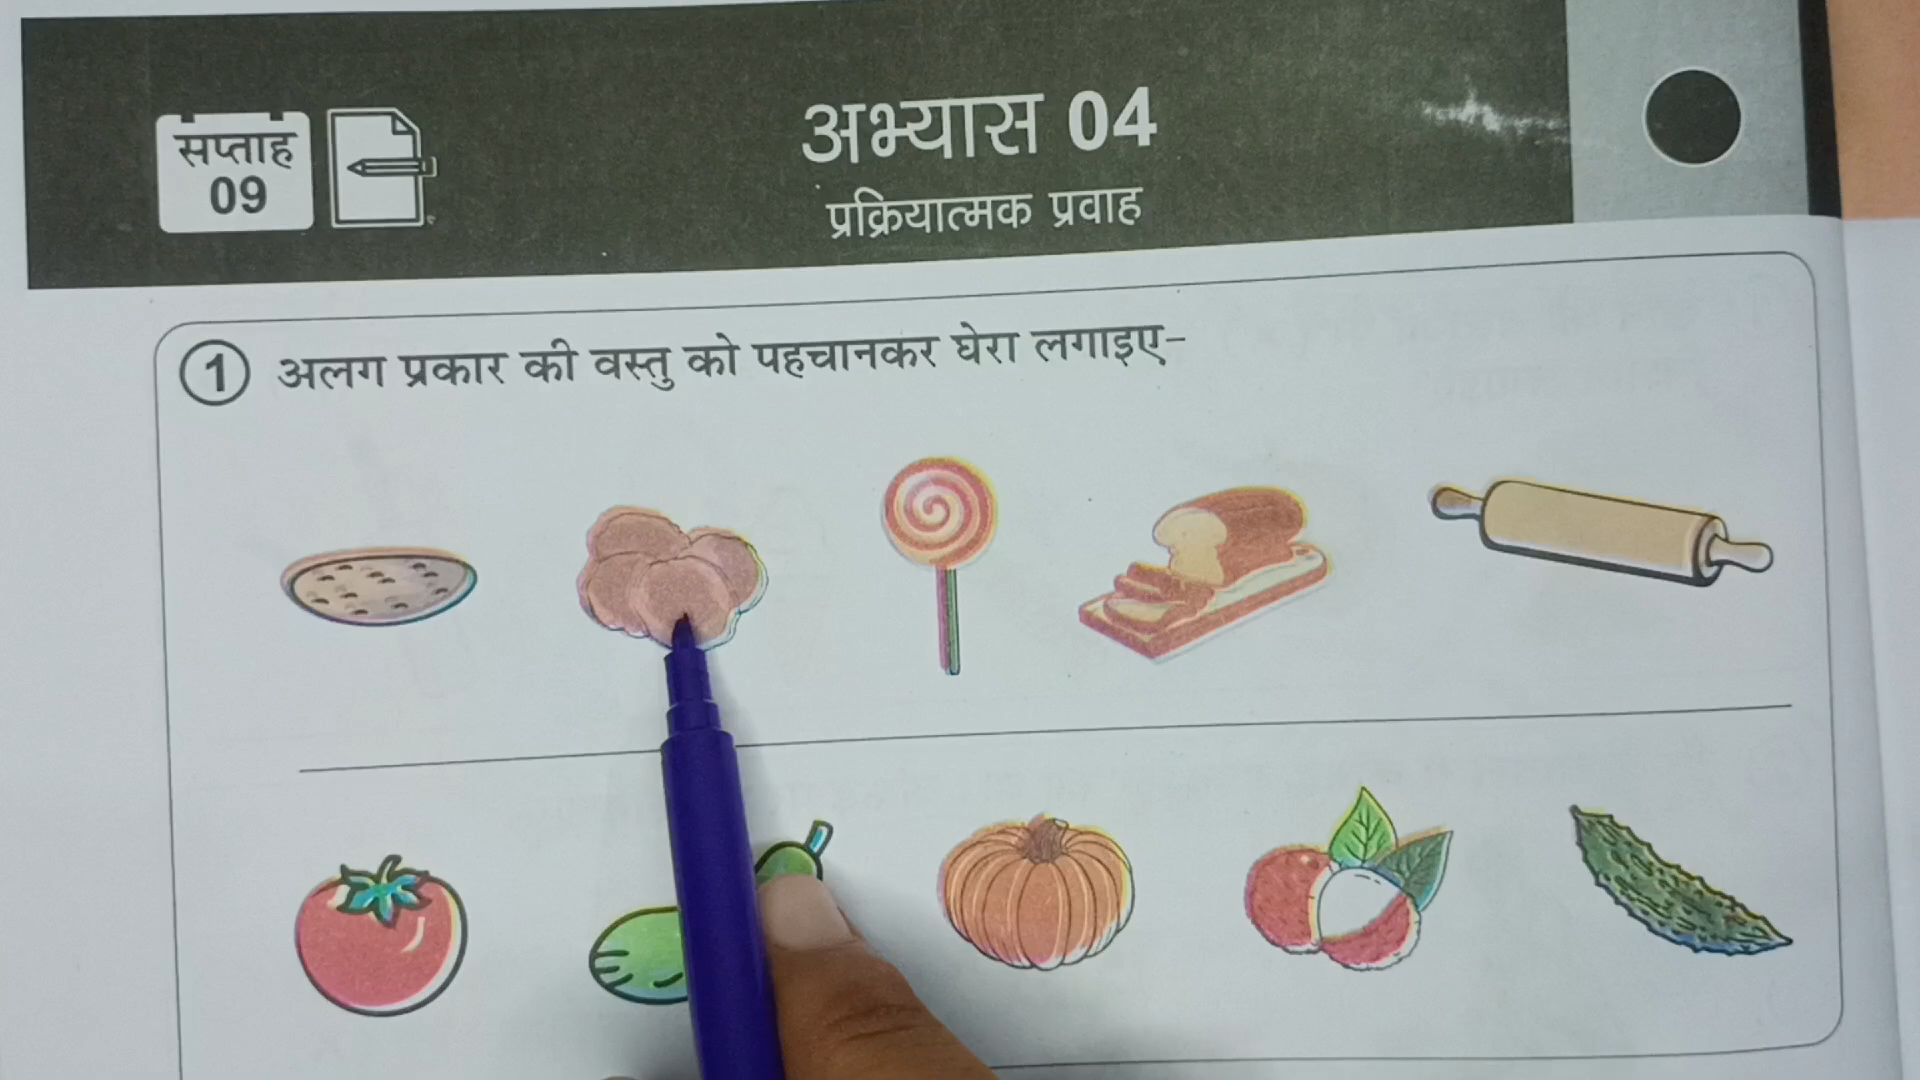 सप्ताह
09
अभ्यास 04
प्रक्रियात्मक प्रवाह
1 अलग प्रकार की वस्तु को पहचानकर घेरा लगाइए-